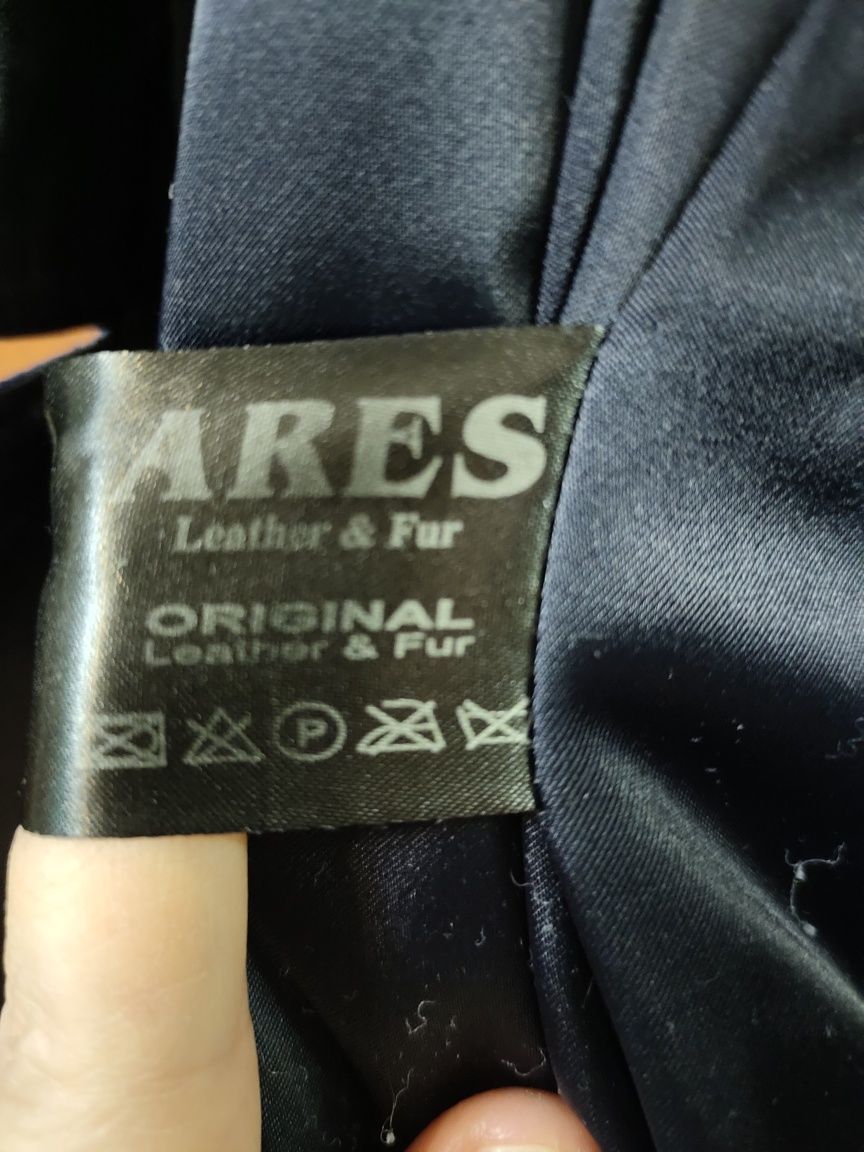 ARES
Leather & Fur
ORIGINAL
Leather & Fur
P